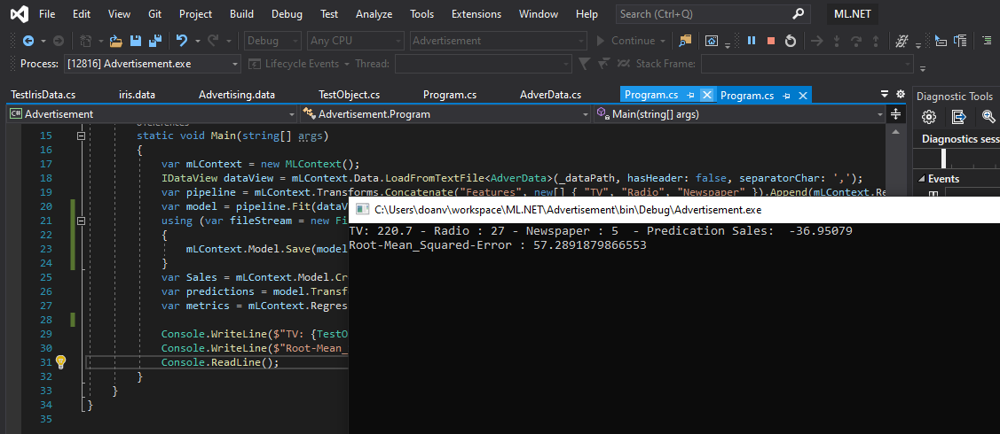 File Edit View Git Project Build Debug Test Analyze Tools Extensions Window Help Search (Ctrl+Q) ML.NET
Debug Any CPU Advertisement Continue
Process: [12816] Advertisement.exe Lifecycle Events Thread: Stack Frame:
TestIrisData.cs iris.data Advertising.data TestObject.cs Program.cs AdverData.cs Program.cs Program.cs
Diagnostic Tools
C# Advertisement Advertisement.Program Main(string[] args)
Diagnostics sess
Events
15 static void Main(string[] args)
16 {
17 var mLContext = new MLContext();
18 IDataView dataView = mLContext.Data.LoadFromTextFile<AdverData>(_dataPath, hasHeader: false, separatorChar: ',');
19 var pipeline = mLContext.Transforms.Concatenate("Features", new[] { "TV", "Radio", "Newspaper" }).Append(mLContext.Re
20 var model = pipeline.Fit(dataV
21 using (var fileStream = new Fi
22 {
23 mLContext.Model.Save(model
24 }
25 var Sales = mLContext.Model.Cr
26 var predictions = model.Transf
27 var metrics = mLContext.Regres
28
29 Console.WriteLine($"TV: {TestO
30 Console.WriteLine($"Root-Mean_
31 Console.ReadLine();
32 }
33 }
34 }
35
C:\Users\doanv\workspace\ML.NET\Advertisement\bin\Debug\Advertisement.exe
TV: 220.7 - Radio : 27 - Newspaper : 5 - Predication Sales: -36.95079
Root-Mean_Squared-Error : 57.2891879866553